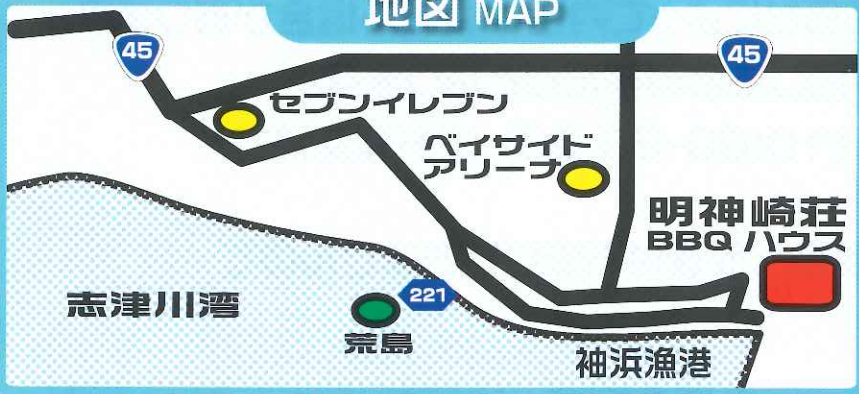 地図 MAP
45
45
セブンイレブン
ベイサイド
アリーナ
明神崎荘
BBQ ハウス
221
志津川湾
荒島
袖浜漁港